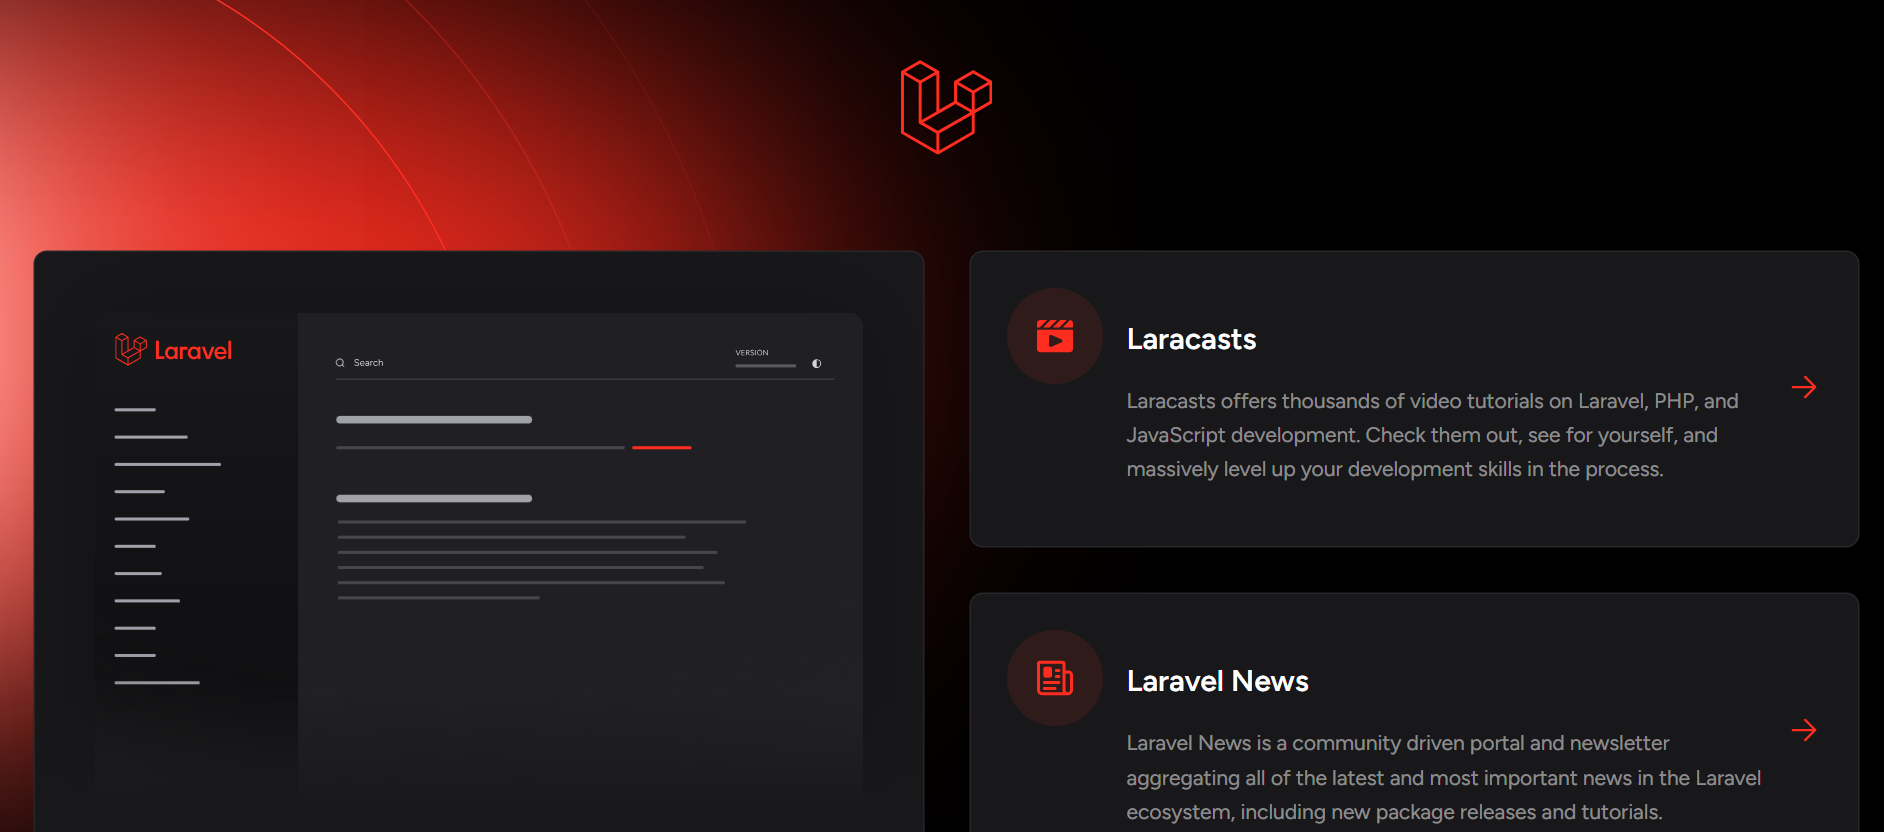 Laravel
Search
VERSION
Laracasts
Laracasts offers thousands of video tutorials on Laravel, PHP, and
JavaScript development. Check them out, see for yourself, and
massively level up your development skills in the process.
Laravel News
Laravel News is a community driven portal and newsletter
aggregating all of the latest and most important news in the Laravel
ecosystem, including new package releases and tutorials.